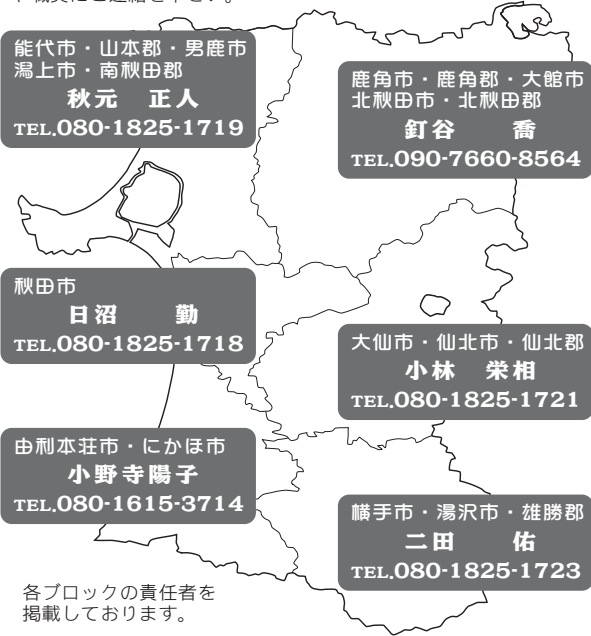 能代市・山本郡・男鹿市
潟上市・南秋田郡
秋元　正人
TEL.080-1825-1719
鹿角市・鹿角郡・大館市
北秋田市・北秋田郡
釘谷　喬
TEL.090-7660-8564
秋田市
日沼　勤
TEL.080-1825-1718
大仙市・仙北市・仙北郡
小林　栄相
TEL.080-1825-1721
由利本荘市・にかほ市
小野寺陽子
TEL.080-1615-3714
横手市・湯沢市・雄勝郡
二田　佑
TEL.080-1825-1723
各ブロックの責任者を
掲載しております。